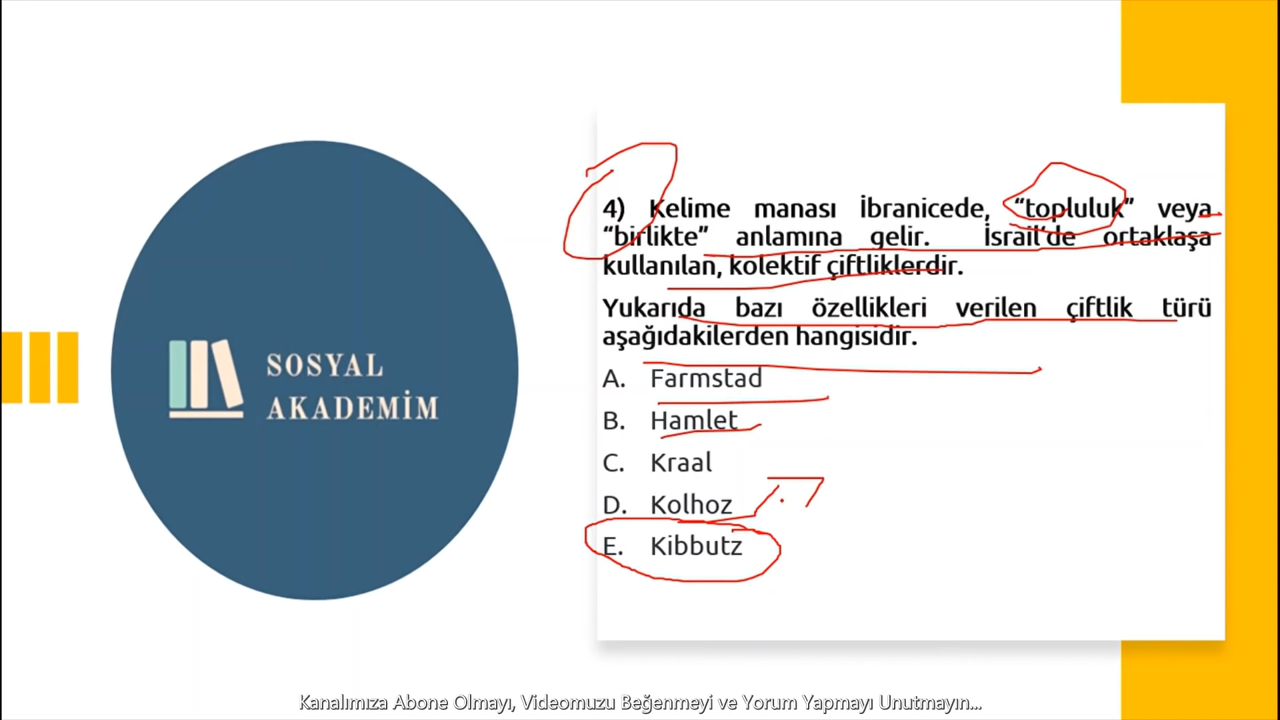 SOSYAL
AKADEMİM
4) Kelime manası İbranicede, “topluluk” veya
“birlikte” anlamına gelir. İsrail’de ortaklaşa
kullanılan, kolektif çiftliklerdir.
Yukarıda bazı özellikleri verilen çiftlik türü
aşağıdakilerden hangisidir.
A. Farmstad
B. Hamlet
C. Kraal
D. Kolhoz
E. Kibbutz
Kanalımıza Abone Olmayı, Videomuzu Beğenmeyi ve Yorum Yapmayı Unutmayın...